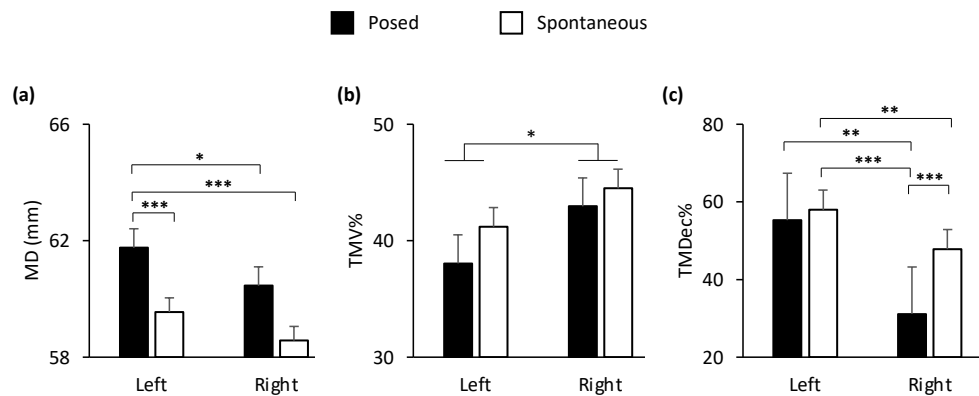 Posed Spontaneous
(a) (b) (c)
MD (mm)
66
62
58
*
***
***
Left Right
TMV%
50
40
30
*
Left Right
TMDec%
80
60
40
20
**
**
***
***
Left Right